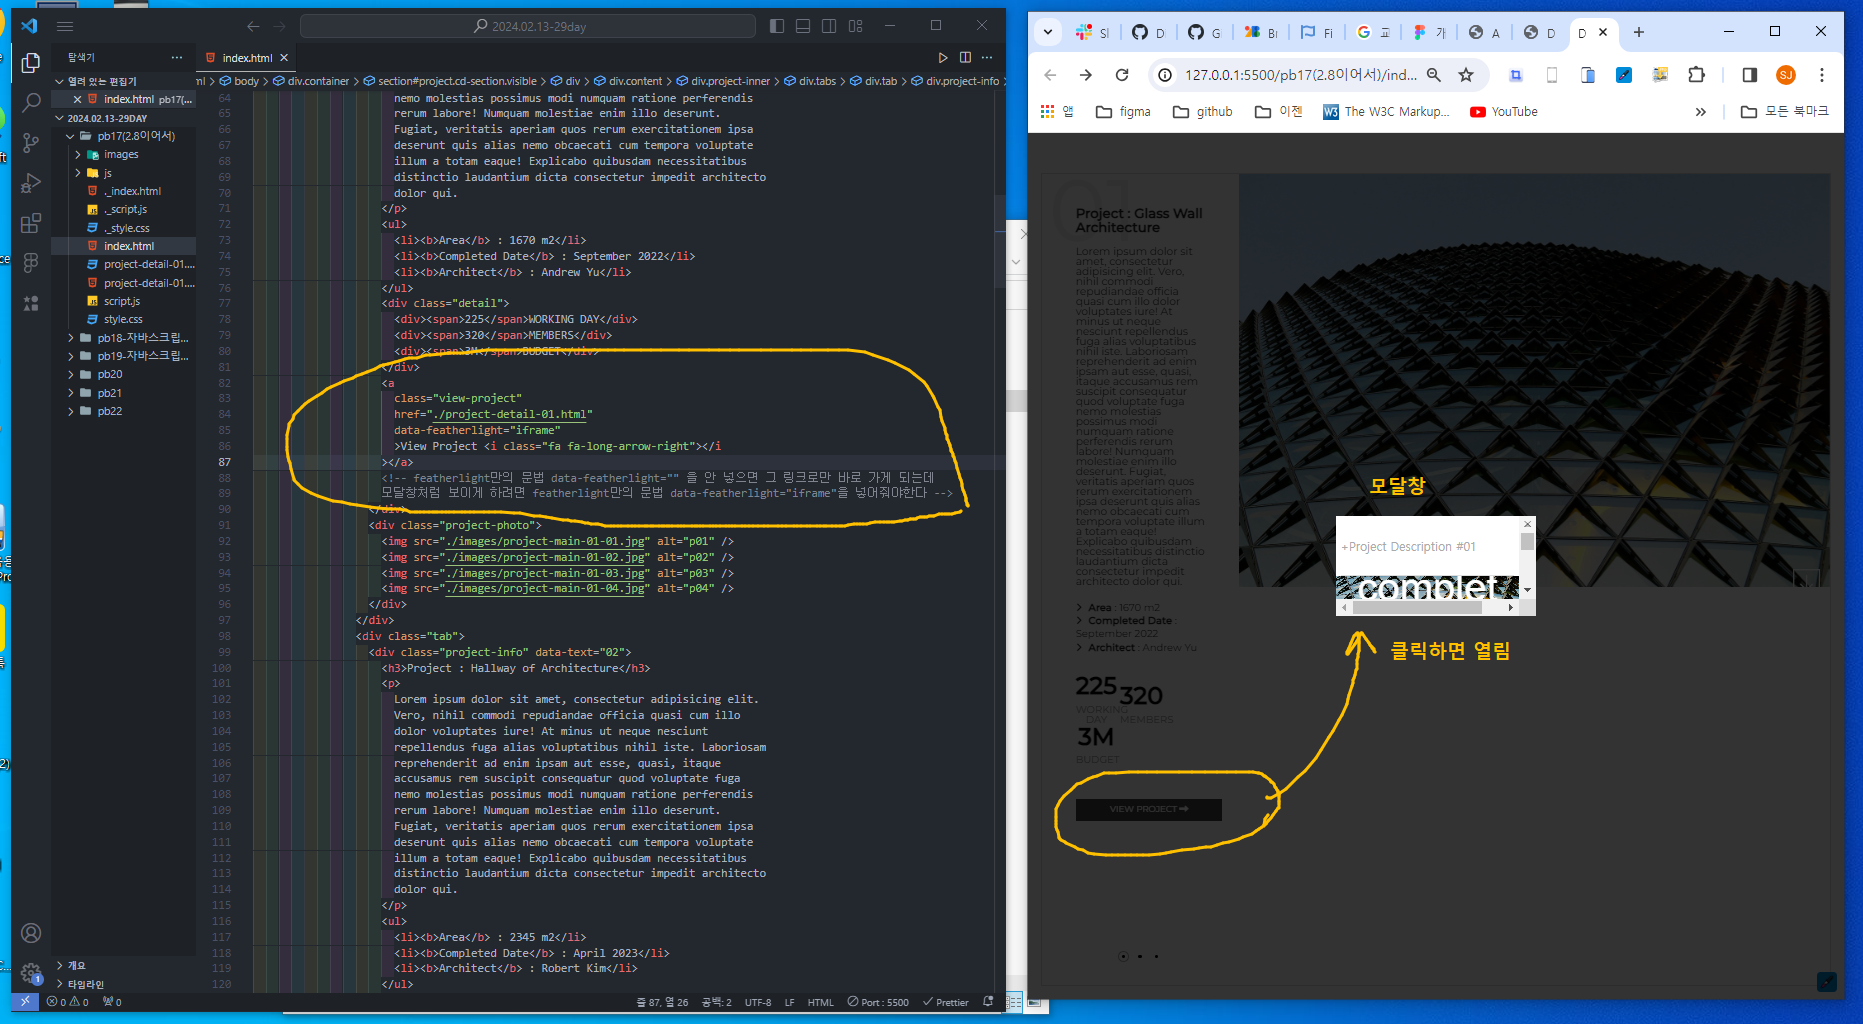 2024.02.13-29day
탐색기
index.html
열려 있는 편집기
index.html pb17(...
2024.02.13-29DAY
pb17(2.8이어서)
images
js
._index.html
._script.js
._style.css
index.html
project-detail-01....
project-detail-01....
script.js
style.css
pb18-자바스크립...
pb19-자바스크립...
pb20
pb21
pb22
개요
타임라인
ml > body > div.container > section#project.cd-section.visible > div > div.content > div.project-inner > div.tabs > div.tab > div.project-info
64 nemo molestias possimus modi numquam ratione perferendis
65 rerum labore! Numquam molestiae enim illo deserunt.
66 Fugiat, veritatis aperiam quos rerum exercitationem ipsa
67 deserunt quis alias nemo obcaecati cum tempora voluptate
68 illum a totam eaque! Explicabo quibusdam necessitatibus
69 distinctio laudantium dicta consectetur impedit architecto
70 dolor qui.
71 </p>
72 <ul>
73 <li><b>Area</b> : 1670 m2</li>
74 <li><b>Completed Date</b> : September 2022</li>
75 <li><b>Architect</b> : Andrew Yu</li>
76 </ul>
77 <div class="detail">
78 <div><span>225</span>WORKING DAY</div>
79 <div><span>320</span>MEMBERS</div>
80 <div><span>3M</span>BUDGET</div>
81 </div>
82 <a
83 class="view-project"
84 href="./project-detail-01.html"
85 data-featherlight="iframe"
86 >View Project <i class="fa fa-long-arrow-right"></i
87 ></a>
88 <!-- featherlight만의 문법 data-featherlight="" 을 안 넣으면 그 링크로만 바로 가게 되는데
89 모달창처럼 보이게 하려면 featherlight만의 문법 data-featherlight="iframe"을 넣어줘야한다 -->
90 </div>
91 <div class="project-photo">
92 <img src="./images/project-main-01-01.jpg" alt="p01" />
93 <img src="./images/project-main-01-02.jpg" alt="p02" />
94 <img src="./images/project-main-01-03.jpg" alt="p03" />
95 <img src="./images/project-main-01-04.jpg" alt="p04" />
96 </div>
97 </div>
98 <div class="tab">
99 <div class="project-info" data-text="02">
100 <h3>Project : Hallway of Architecture</h3>
101 <p>
102 Lorem ipsum dolor sit amet, consectetur adipisicing elit.
103 Vero, nihil commodi repudiandae officia quasi cum illo
104 dolor voluptates iure! At minus ut neque nesciunt
105 repellendus fuga alias voluptatibus nihil iste. Laboriosam
106 reprehenderit ad enim ipsam aut esse, quasi, itaque
107 accusamus rem suscipit consequatur quod voluptate fuga
108 nemo molestias possimus modi numquam ratione perferendis
109 rerum labore! Numquam molestiae enim illo deserunt.
110 Fugiat, veritatis aperiam quos rerum exercitationem ipsa
111 deserunt quis alias nemo obcaecati cum tempora voluptate
112 illum a totam eaque! Explicabo quibusdam necessitatibus
113 distinctio laudantium dicta consectetur impedit architecto
114 dolor qui.
115 </p>
116 <ul>
117 <li><b>Area</b> : 2345 m2</li>
118 <li><b>Completed Date</b> : April 2023</li>
119 <li><b>Architect</b> : Robert Kim</li>
120 </ul>
0 0 0 줄 87, 열 26 공백: 2 UTF-8 LF HTML Port : 5500 Prettier
127.0.0.1:5500/pb17(2.8이어서)/ind...
SJ
앱 figma github 이젠 The W3C Markup... YouTube 모든 북마크
01
Project : Glass Wall
Architecture
Lorem ipsum dolor sit
amet, consectetur
adipisicing elit. Vero,
nihil commodi
repudiandae officia
quasi cum illo dolor
voluptates iure! At
minus ut neque
nesciunt repellendus
fuga alias voluptatibus
nihil iste. Laboriosam
reprehenderit ad enim
ipsam aut esse, quasi,
itaque accusamus rem
suscipit consequatur
quod voluptate fuga
nemo molestias
possimus modi
numquam ratione
perferendis rerum
labore! Numquam
molestiae enim illo
deserunt. Fugiat,
veritatis aperiam quos
rerum exercitationem
ipsa deserunt quis alias
nemo obcaecati cum
tempora voluptate illum
a totam eaque!
Explicabo quibusdam
necessitatibus distinctio
laudantium dicta
consectetur impedit
architecto dolor qui.
Area : 1670 m2
Completed Date :
September 2022
Architect : Andrew Yu
225 320
WORKING DAY MEMBERS
3M
BUDGET
VIEW PROJECT
모달창
+Project Description #01
complet
클릭하면 열림